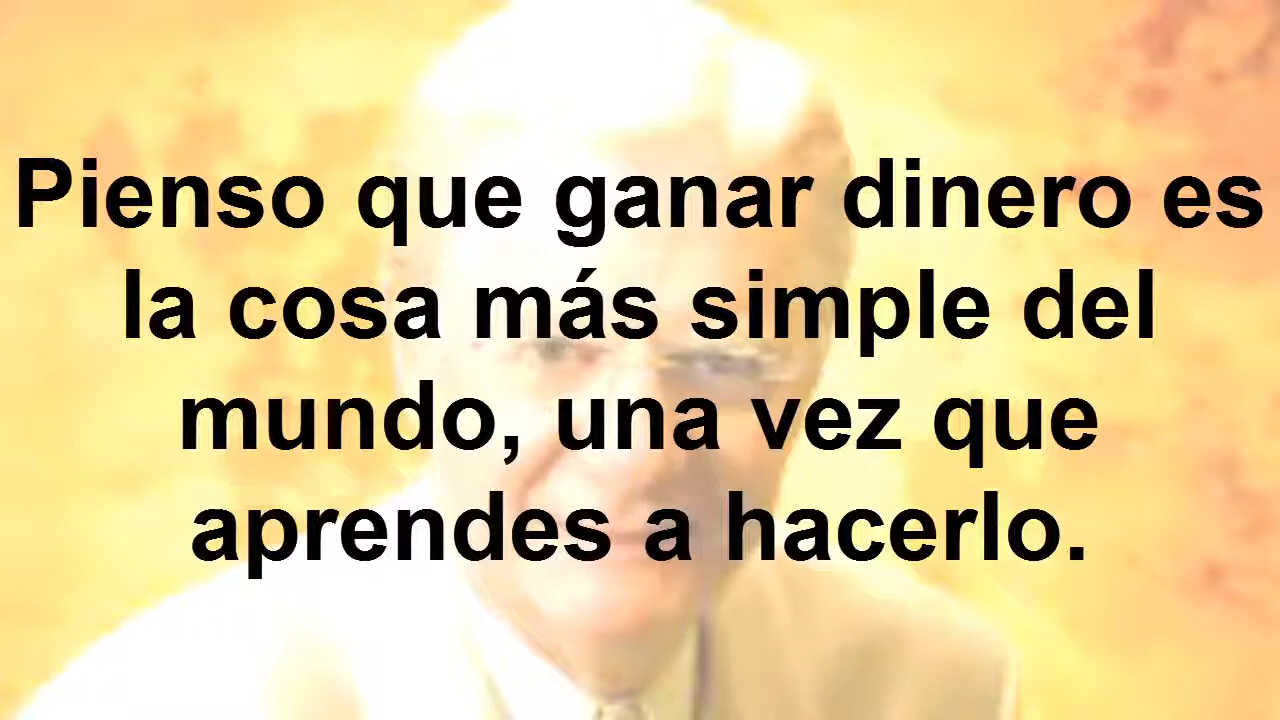 Pienso que ganar dinero es
la cosa más simple del
mundo, una vez que
aprendes a hacerlo.